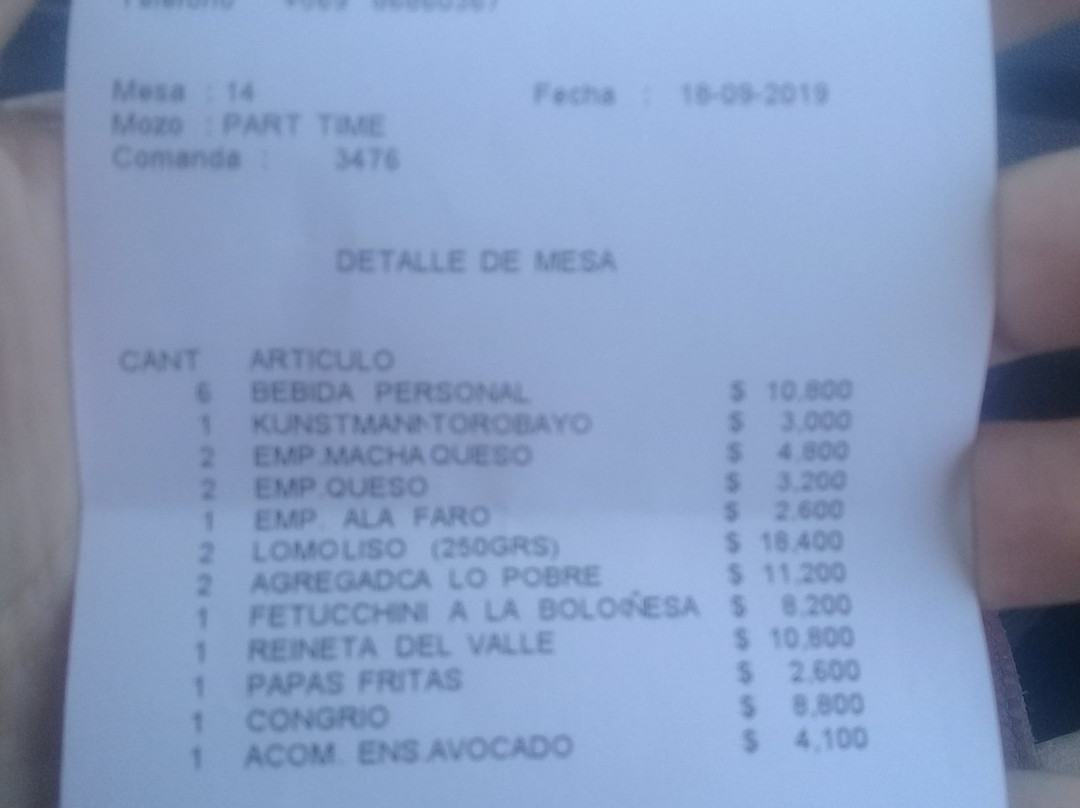 Mesa : 14 Fecha : 18-09-2019
Mozo : PART TIME
Comanda : 3476
DETALLE DE MESA
CANT ARTICULO
6 BEBIDA PERSONAL $ 10,800
1 KUNSTMANNTOROBAYO $ 3,000
2 EMP.MACHA QUESO $ 4,800
2 EMP.QUESO $ 3,200
1 EMP. ALA FARO $ 2,600
2 LOMOLISO (250GRS) $ 18,400
2 AGREGADCA LO POBRE $ 11,200
1 FETUCCHINI A LA $ 8,200
1 REINETA DEL VALLE $ 10,800
1 PAPAS FRITAS $ 2,600
1 CONGRIO $ 8,800
1 ACOM. ENS.AVOCADO $ 4,100